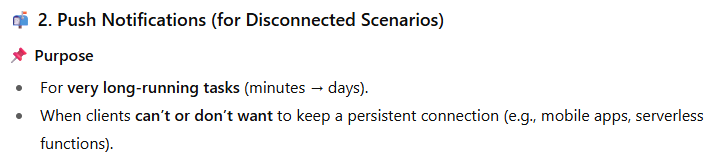 📬 2. Push Notifications (for Disconnected Scenarios)
📌 Purpose
• For very long-running tasks (minutes → days).
• When clients can’t or don’t want to keep a persistent connection (e.g., mobile apps, serverless
functions).